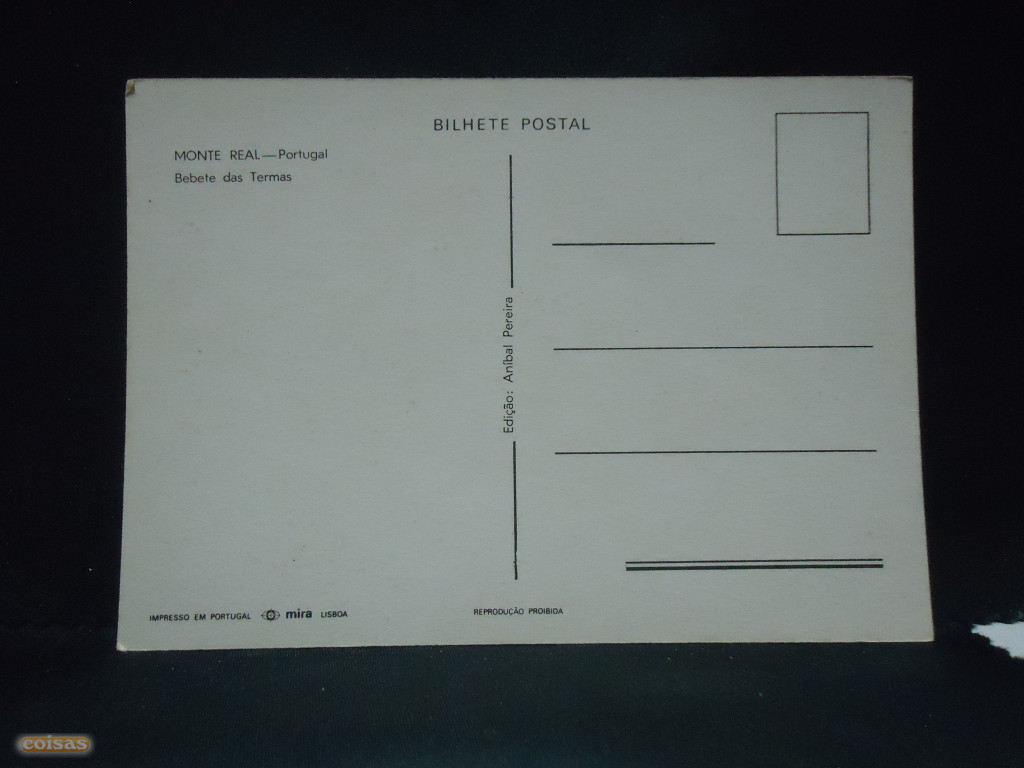 BILHETE POSTAL
MONTE REAL—Portugal
Bebete das Termas
Edição: Aníbal Pereira
IMPRESSO EM PORTUGAL mira LISBOA
REPRODUÇÃO PROIBIDA
coisas